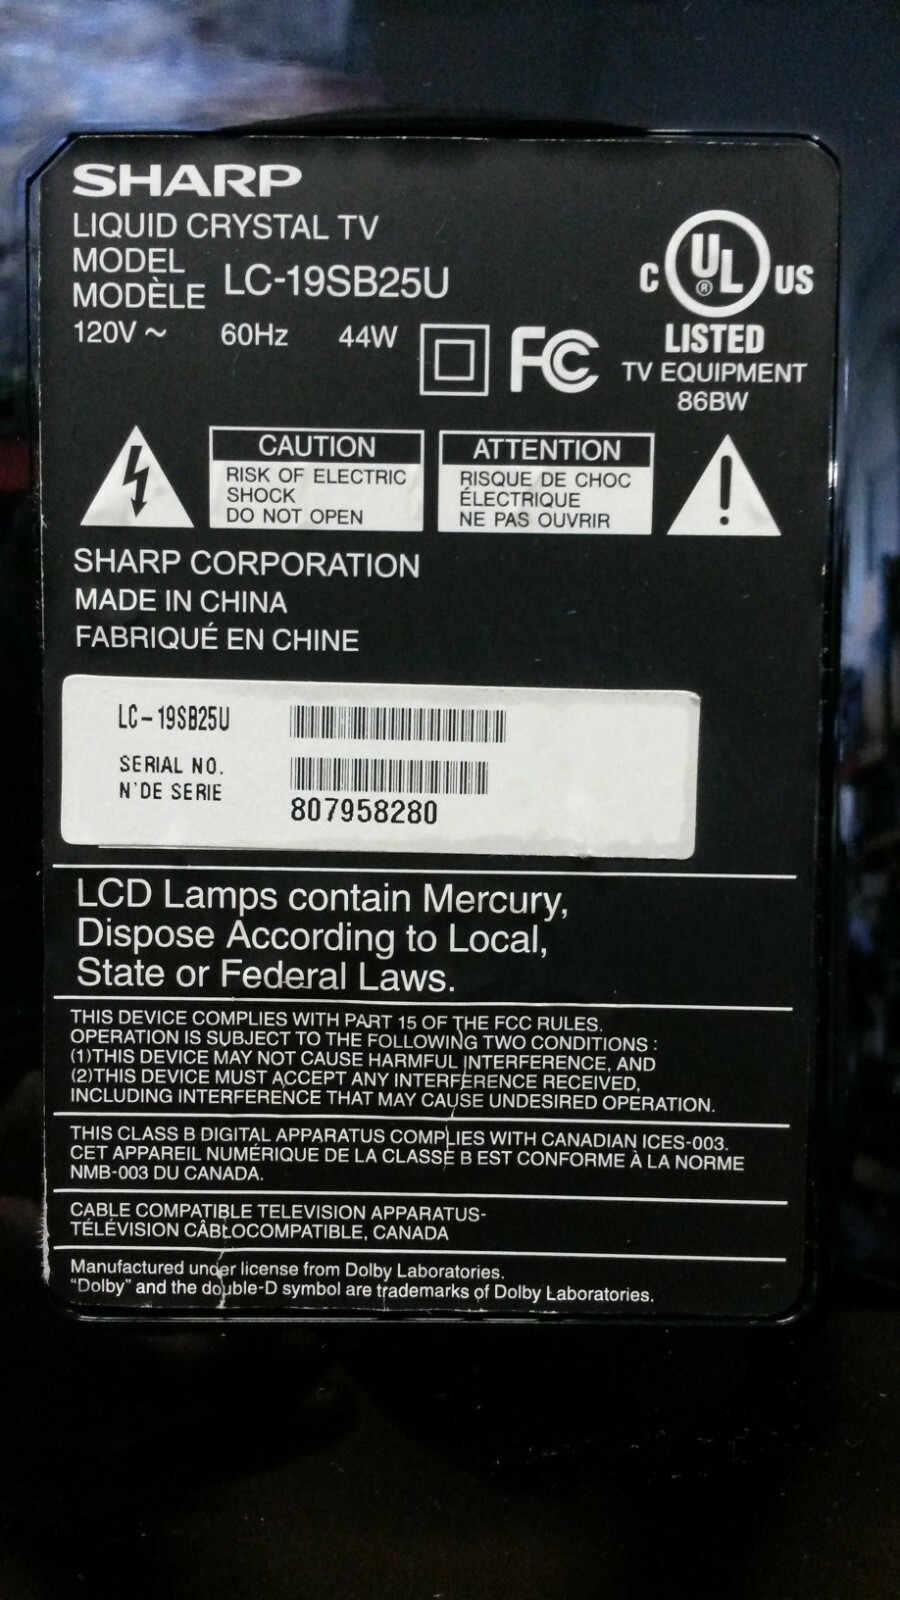 SHARP
LIQUID CRYSTAL TV
MODEL
MODÈLE LC-19SB25U
120V ~ 60Hz 44W
C UL ® US
LISTED
TV EQUIPMENT
86BW
FC
CAUTION
RISK OF ELECTRIC
SHOCK
DO NOT OPEN
ATTENTION
RISQUE DE CHOC
ÉLECTRIQUE
NE PAS OUVRIR
SHARP CORPORATION
MADE IN CHINA
FABRIQUÉ EN CHINE
LC-19SB25U
SERIAL NO.
N'DE SERIE
807958280
LCD Lamps contain Mercury,
Dispose According to Local,
State or Federal Laws.
THIS DEVICE COMPLIES WITH PART 15 OF THE FCC RULES.
OPERATION IS SUBJECT TO THE FOLLOWING TWO CONDITIONS :
(1)THIS DEVICE MAY NOT CAUSE HARMFUL INTERFERENCE, AND
(2)THIS DEVICE MUST ACCEPT ANY INTERFERENCE RECEIVED,
INCLUDING INTERFERENCE THAT MAY CAUSE UNDESIRED OPERATION.
THIS CLASS B DIGITAL APPARATUS COMPLIES WITH CANADIAN ICES-003.
CET APPAREIL NUMÉRIQUE DE LA CLASSE B EST CONFORME À LA NORME
NMB-003 DU CANADA.
CABLE COMPATIBLE TELEVISION APPARATUS-
TÉLÉVISION CÂBLOCOMPATIBLE, CANADA
Manufactured under license from Dolby Laboratories.
"Dolby" and the double-D symbol are trademarks of Dolby Laboratories.